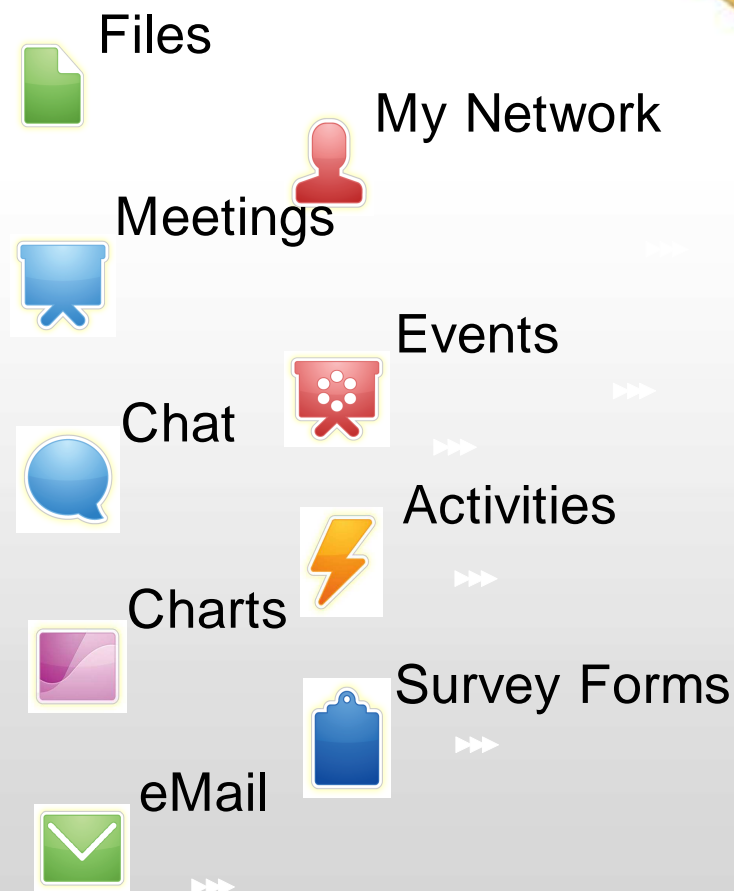 Files
My Network
Meetings
Events
Chat
Activities
Charts
Survey Forms
eMail